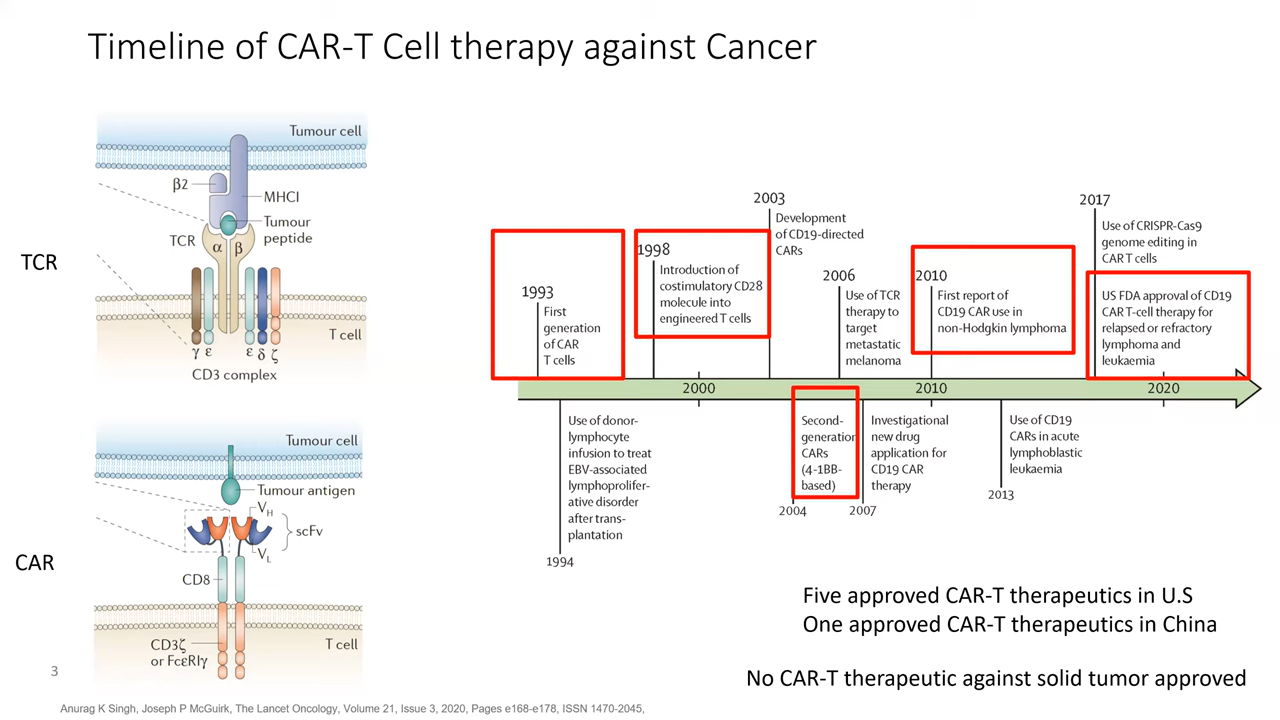 Timeline of CAR-T Cell therapy against Cancer
TCR
Tumour cell
β2
MHCI
Tumour
peptide
TCR
α
β
T cell
γ ε ε δ ζ
CD3 complex
CAR
Tumour cell
Tumour antigen
VH
scFv
VL
CD8
CD3ζ
or FcεRIγ
T cell
1993
First
generation
of CAR
T cells
1998
Introduction of
costimulatory CD28
molecule into
engineered T cells
2003
Development
of CD19-directed
CARs
2006
Use of TCR
therapy to
target
metastatic
melanoma
2010
First report of
CD19 CAR use in
non-Hodgkin lymphoma
2017
Use of CRISPR-Cas9
genome editing in
CAR T cells
US FDA approval of CD19
CAR T-cell therapy for
relapsed or refractory
lymphoma and
leukaemia
2000
2010
2020
Use of donor-
lymphocyte
infusion to treat
EBV-associated
lymphoprolifer-
ative disorder
after trans-
plantation
1994
Second-
generation
CARs
(4-1BB-
based)
2004
Investigational
new drug
application for
CD19 CAR
therapy
2007
Use of CD19
CARs in acute
lymphoblastic
leukaemia
2013
Five approved CAR-T therapeutics in U.S
One approved CAR-T therapeutics in China
No CAR-T therapeutic against solid tumor approved
3
Anurag K Singh, Joseph P McGuirk, The Lancet Oncology, Volume 21, Issue 3, 2020, Pages e168-e178, ISSN 1470-2045,